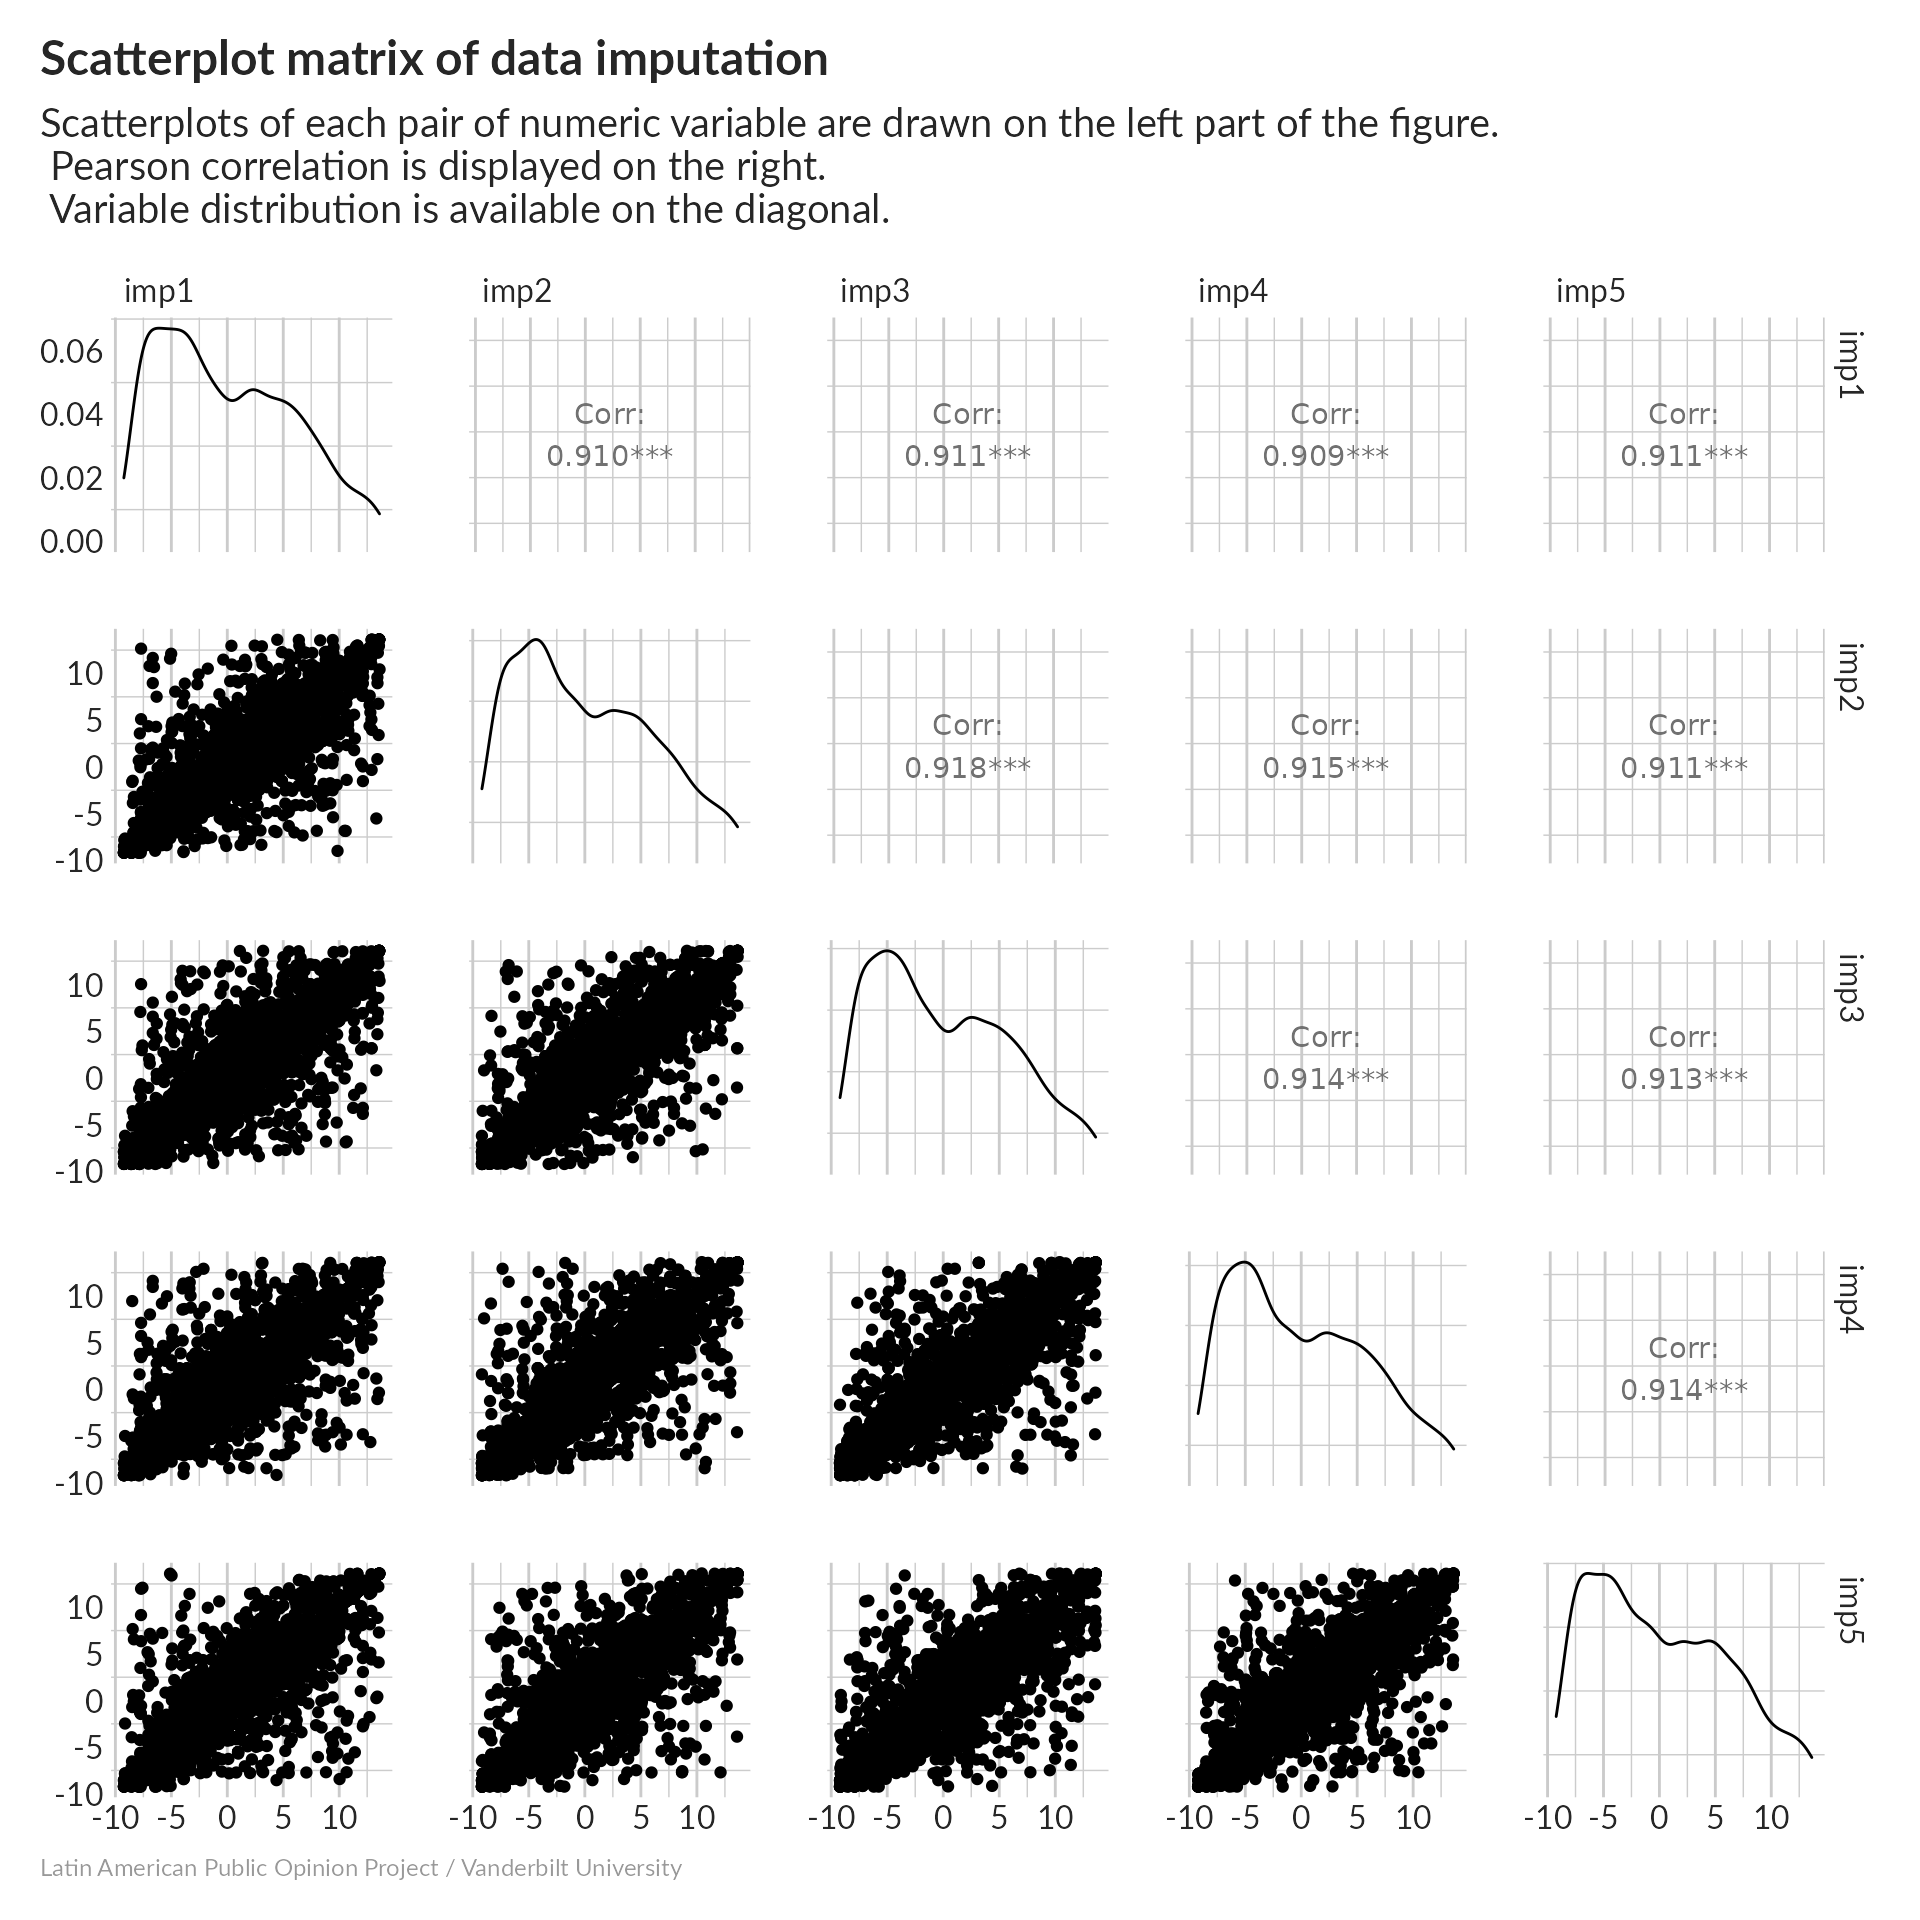 Scatterplot matrix of data imputation
Scatterplots of each pair of numeric variable are drawn on the left part of the figure.
Pearson correlation is displayed on the right.
Variable distribution is available on the diagonal.
imp1 imp2 imp3 imp4 imp5
0.06
0.04
0.02
0.00
Corr:
0.910***
Corr:
0.911***
Corr:
0.909***
Corr:
0.911***
imp1
10
5
0
-5
-10
Corr:
0.918***
Corr:
0.915***
Corr:
0.911***
imp2
10
5
0
-5
-10
Corr:
0.914***
Corr:
0.913***
imp3
10
5
0
-5
-10
Corr:
0.914***
imp4
10
5
0
-5
-10
imp5
-10 -5 0 5 10 -10 -5 0 5 10 -10 -5 0 5 10 -10 -5 0 5 10 -10 -5 0 5 10
Latin American Public Opinion Project / Vanderbilt University